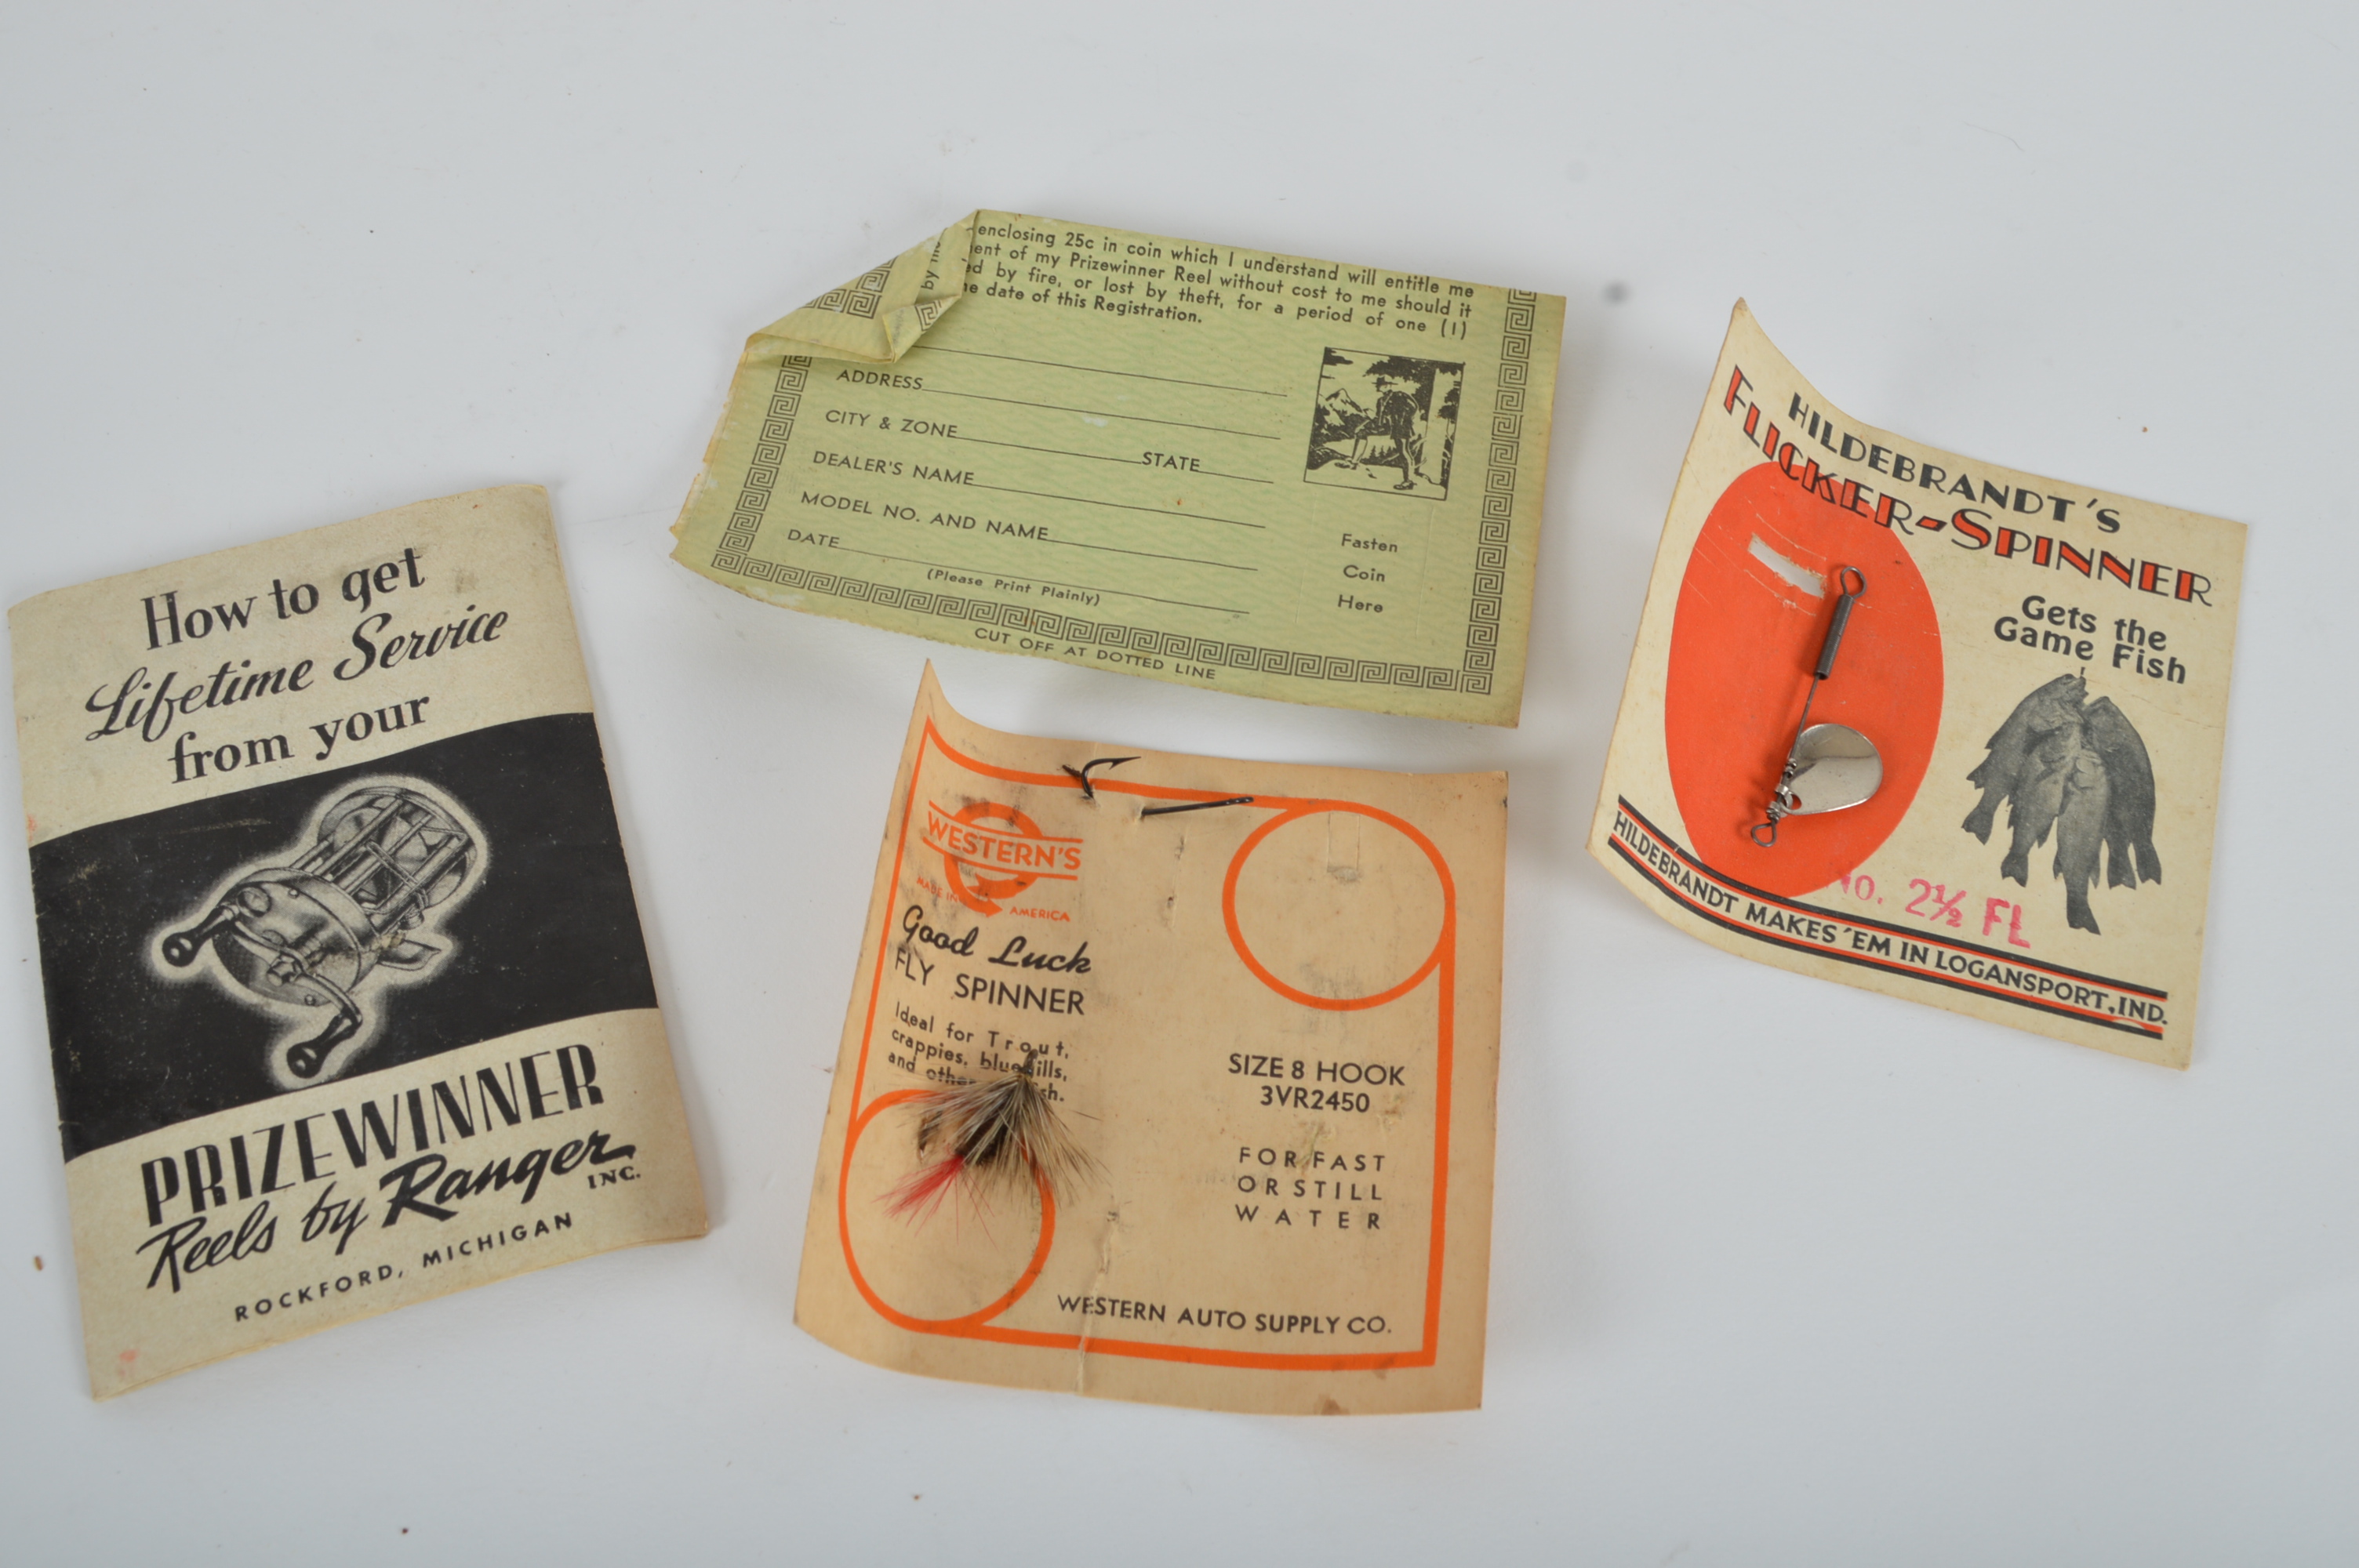 How to get
Lifetime Service
from your
PRIZEWINNER
Reels by Ranger
INC.
ROCKFORD, MICHIGAN
by
enclosing 25c in coin which I understand will entitle me
of my Prizewinner Reel without cost to me should it
by fire, or lost by theft, for a period of one (1)
date of this Registration.
ADDRESS
CITY & ZONE STATE
DEALER'S NAME
MODEL NO. AND NAME
DATE
(Please Print Plainly)
Fasten
Coin
Here
CUT OFF AT DOTTED LINE
WESTERN'S
MADE IN AMERICA
Good Luck
FLY SPINNER
Ideal for Trout,
crappies, bluegills,
and
SIZE 8 HOOK
3VR2450
FOR FAST
OR STILL
WATER
WESTERN AUTO SUPPLY CO.
HILDEBRANDT'S
FLICKER-SPINNER
Gets the
Game Fish
No. 2½ FL
HILDEBRANDT MAKES 'EM IN LOGANSPORT, IND.